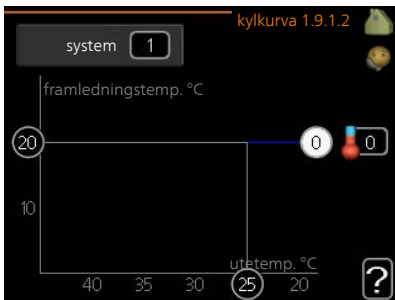 kylkurva 1.9.1.2
system 1
framledningstemp. °C
20
0
0
10
utetemp. °C
40 35 30 25 20
?